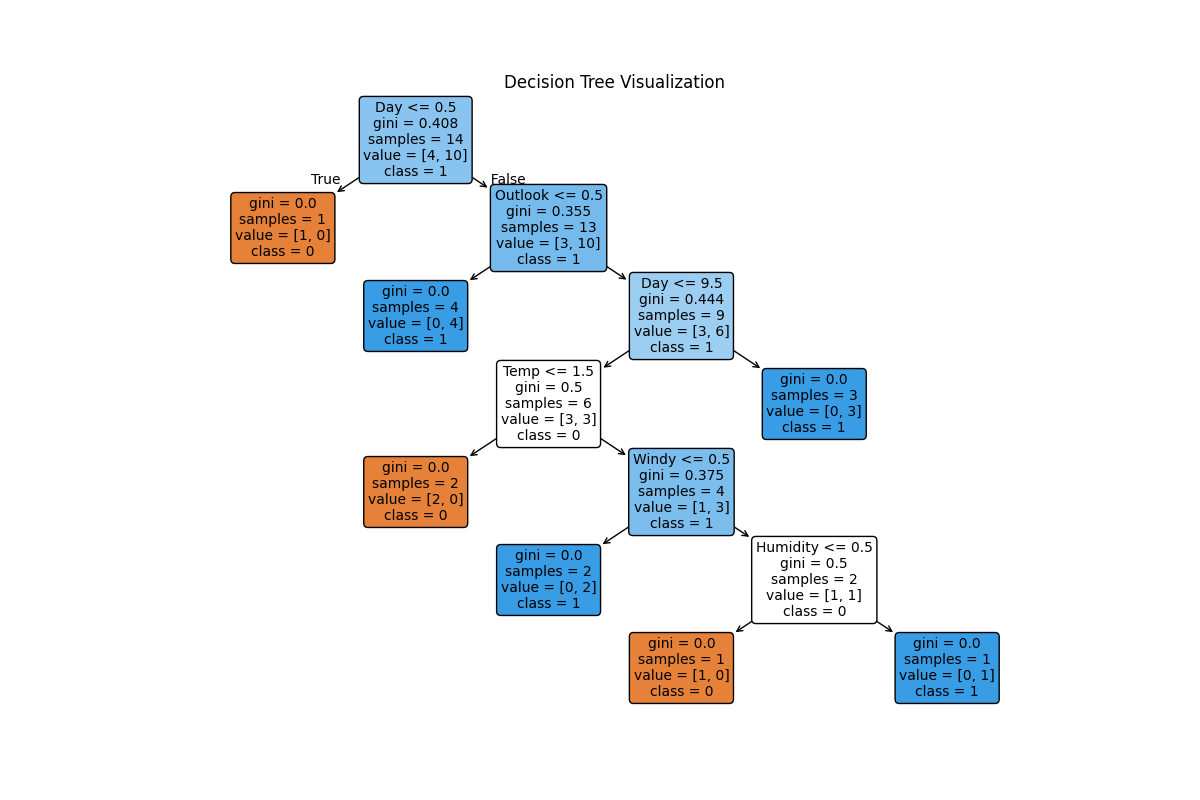 Decision Tree Visualization
Day <= 0.5
gini = 0.408
samples = 14
value = [4, 10]
class = 1
True
False
gini = 0.0
samples = 1
value = [1, 0]
class = 0
Outlook <= 0.5
gini = 0.355
samples = 13
value = [3, 10]
class = 1
gini = 0.0
samples = 4
value = [0, 4]
class = 1
Day <= 9.5
gini = 0.444
samples = 9
value = [3, 6]
class = 1
Temp <= 1.5
gini = 0.5
samples = 6
value = [3, 3]
class = 0
gini = 0.0
samples = 3
value = [0, 3]
class = 1
gini = 0.0
samples = 2
value = [2, 0]
class = 0
Windy <= 0.5
gini = 0.375
samples = 4
value = [1, 3]
class = 1
gini = 0.0
samples = 2
value = [0, 2]
class = 1
Humidity <= 0.5
gini = 0.5
samples = 2
value = [1, 1]
class = 0
gini = 0.0
samples = 1
value = [1, 0]
class = 0
gini = 0.0
samples = 1
value = [0, 1]
class = 1